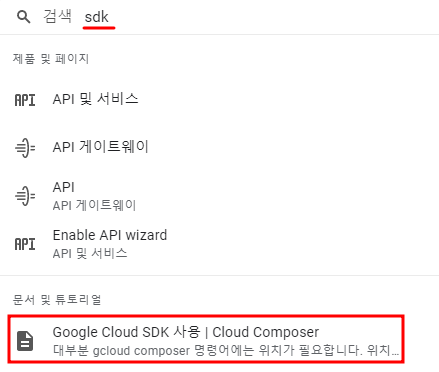 검색 sdk
제품 및 페이지
API API 및 서비스
API 게이트웨이
API
API 게이트웨이
API Enable API wizard
API 및 서비스
문서 및 튜토리얼
Google Cloud SDK 사용 | Cloud Composer
대부분 gcloud composer 명령어에는 위치가 필요합니다. 위치...